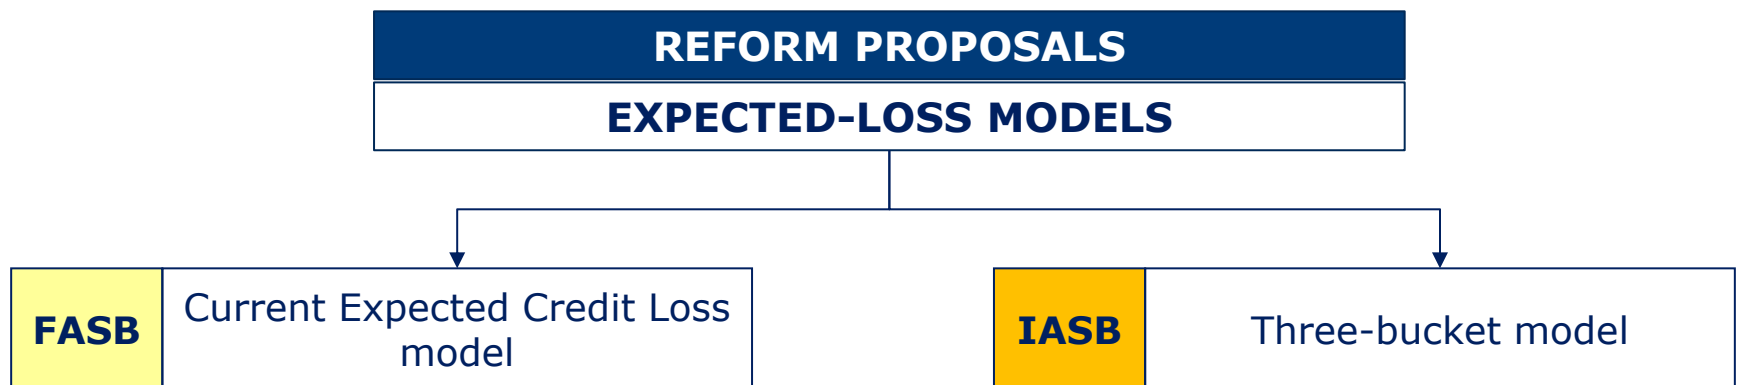 REFORM PROPOSALS
EXPECTED-LOSS MODELS
FASB
Current Expected Credit Loss
model
IASB
Three-bucket model